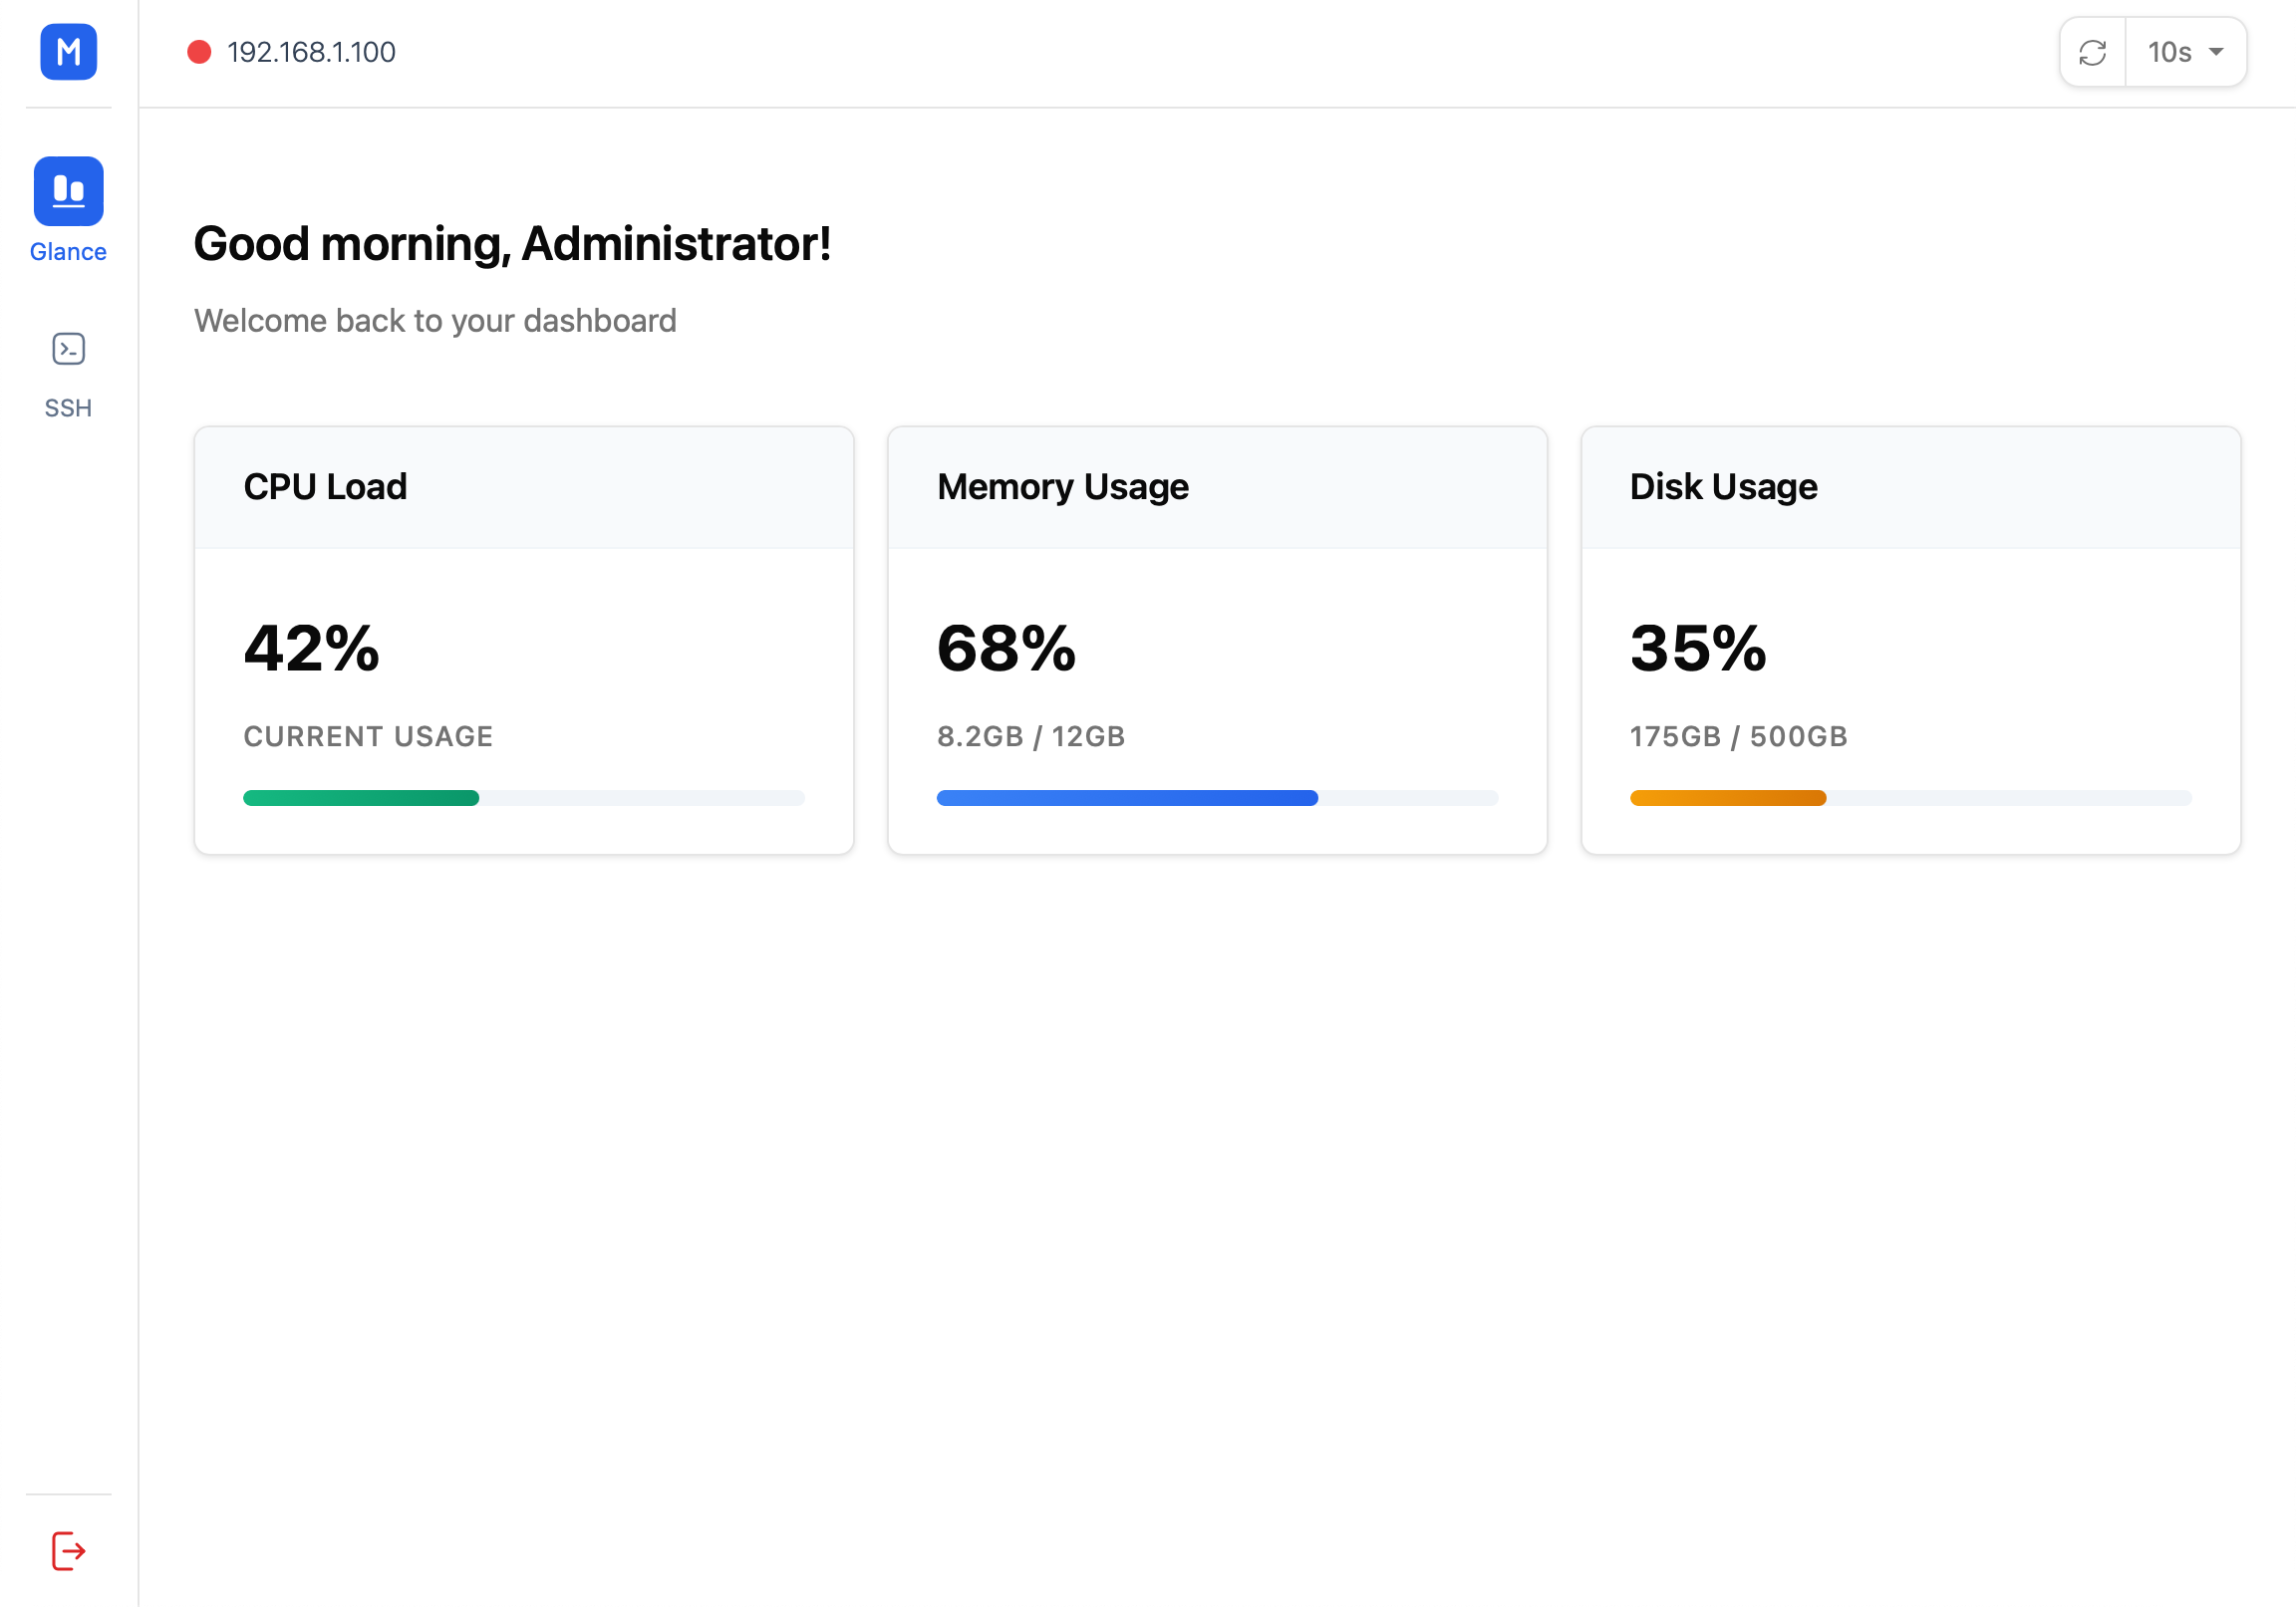 M
192.168.1.100
10s
Glance
SSH
Good morning, Administrator!
Welcome back to your dashboard
CPU Load
42%
CURRENT USAGE
Memory Usage
68%
8.2GB / 12GB
Disk Usage
35%
175GB / 500GB